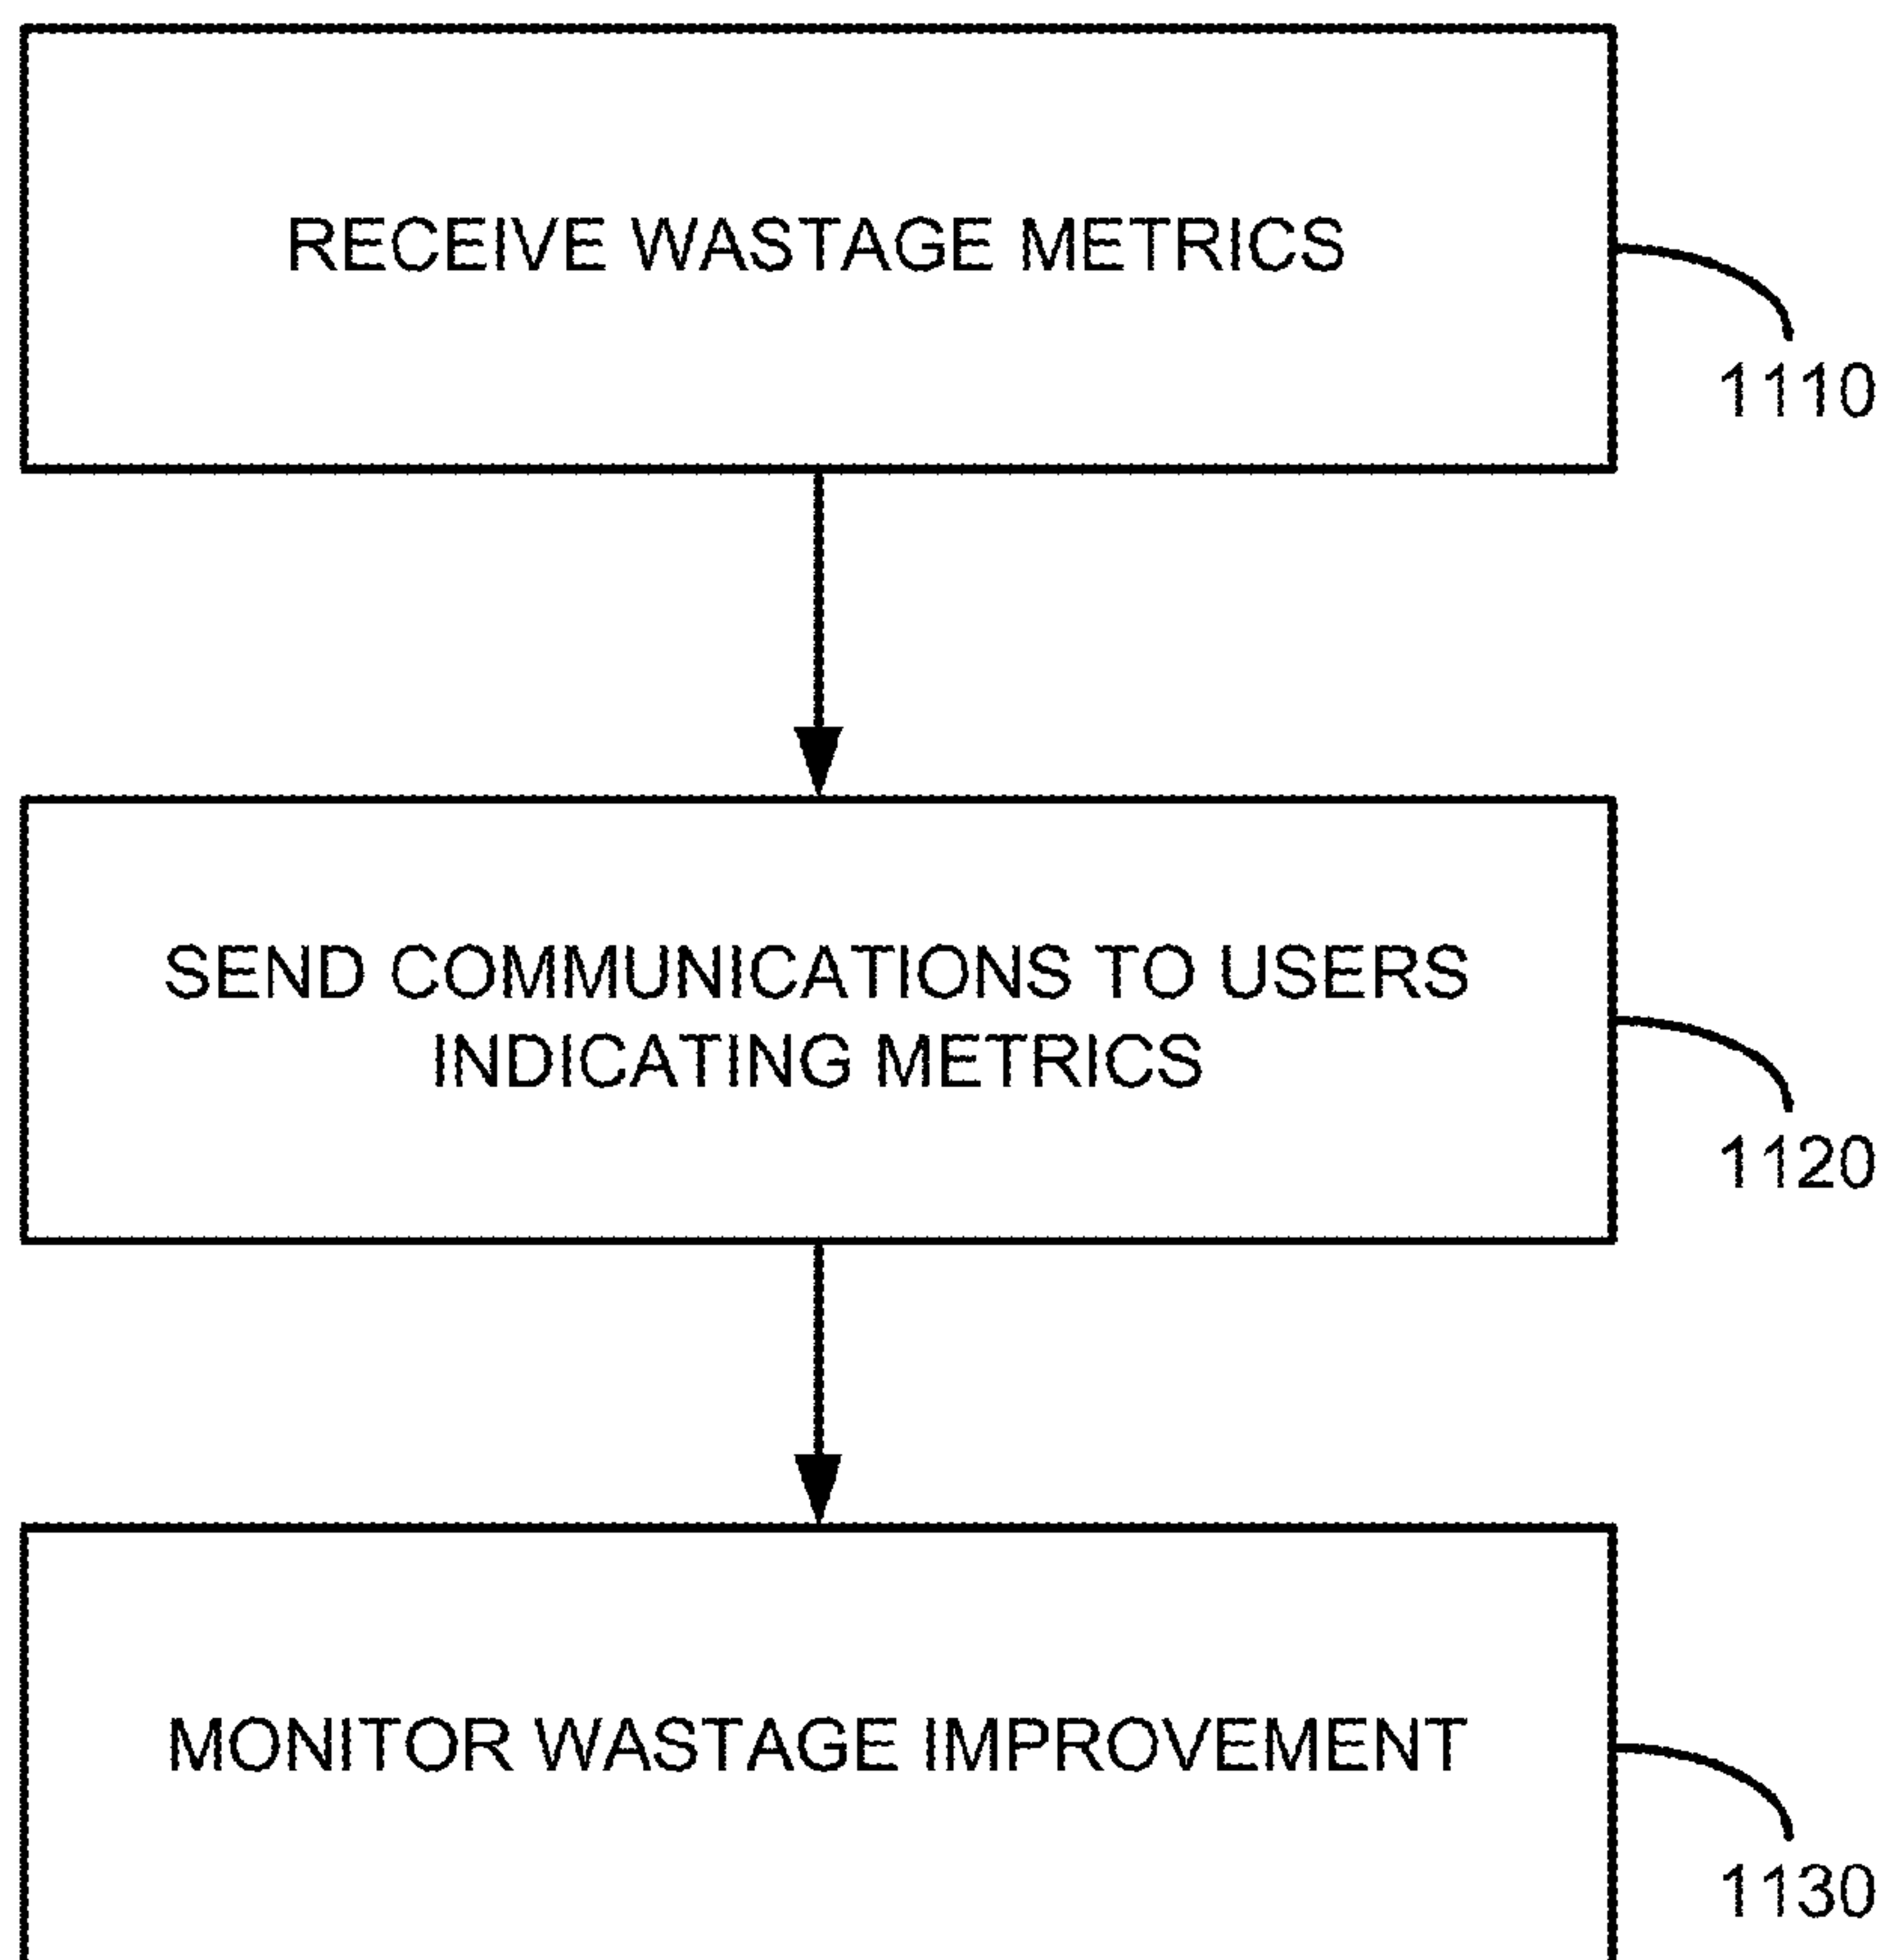 RECEIVE WASTAGE METRICS
1110
SEND COMMUNICATIONS TO USERS
INDICATING METRICS
1120
MONITOR WASTAGE IMPROVEMENT
1130